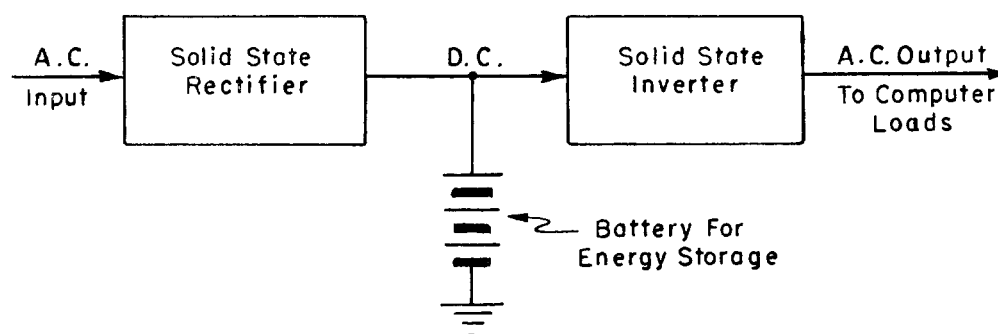 A.C.
Input
Solid State
Rectifier
D.C.
Solid State
Inverter
A.C. Output
To Computer
Loads
Battery For
Energy Storage